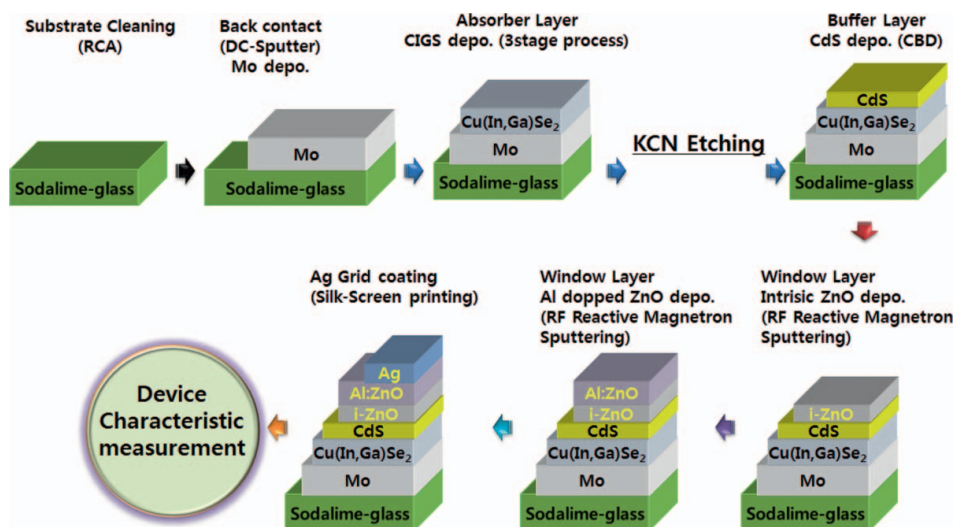 Substrate Cleaning
(RCA)
Sodalime-glass
Back contact
(DC-Sputter)
Mo depo.
Mo
Sodalime-glass
Absorber Layer
CIGS depo. (3stage process)
Cu(In,Ga)Se₂
Mo
Sodalime-glass
KCN Etching
Buffer Layer
CdS depo. (CBD)
CdS
Cu(In,Ga)Se₂
Mo
Sodalime-glass
Window Layer
Intrisic ZnO depo.
(RF Reactive Magnetron
Sputtering)
i-ZnO
CdS
Cu(In,Ga)Se₂
Mo
Sodalime-glass
Window Layer
Al dopped ZnO depo.
(RF Reactive Magnetron
Sputtering)
Al:ZnO
i-ZnO
CdS
Cu(In,Ga)Se₂
Mo
Sodalime-glass
Ag Grid coating
(Silk-Screen printing)
Ag
Al:ZnO
i-ZnO
CdS
Cu(In,Ga)Se₂
Mo
Sodalime-glass
Device
Characteristic
measurement